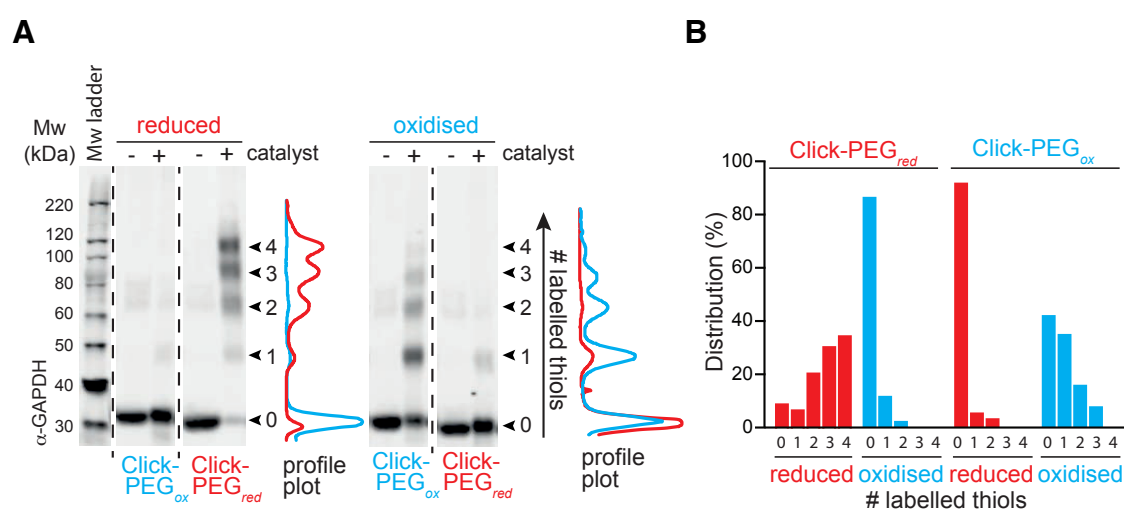 A
Mw ladder
Mw
(kDa)
reduced
- + - + catalyst
220
120
100
80
60
50
40
30
α-GAPDH
4
3
2
1
0
Click-
PEGox
Click-
PEGred
profile
plot
oxidised
- + - + catalyst
4
3
2
1
0
# labelled thiols
Click-
PEGox
Click-
PEGred
profile
plot
B
Click-PEGred
Click-PEGox
Distribution (%)
100
80
60
40
20
0
0 1 2 3 4 0 1 2 3 4 0 1 2 3 4 0 1 2 3 4
reduced oxidised reduced oxidised
# labelled thiols